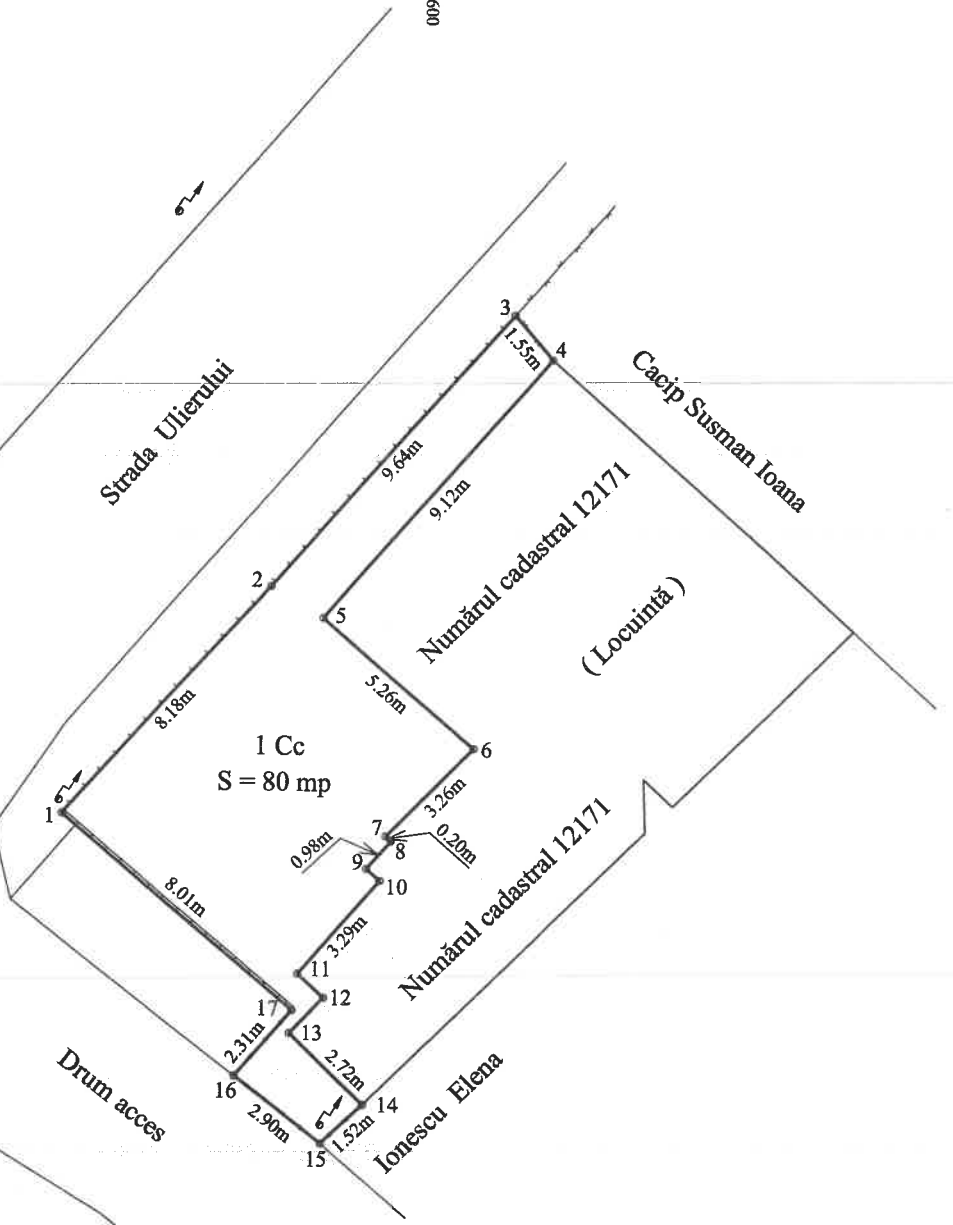 009
3
1.55m
4
Cacip Susman Ioana
Strada Ulierului
9.64m
9.12m
Numărul cadastral 12171
2
5
( Locuintă )
5.26m
8.18m
1 Cc
S = 80 mp
6
1
3.26m
7
8
0.20m
0.98m
9
10
Numărul cadastral 12171
8.01m
3.29m
11
12
17
13
2.31m
2.72m
16
14
Drum acces
2.90m
1.52m
15
Ionescu Elena